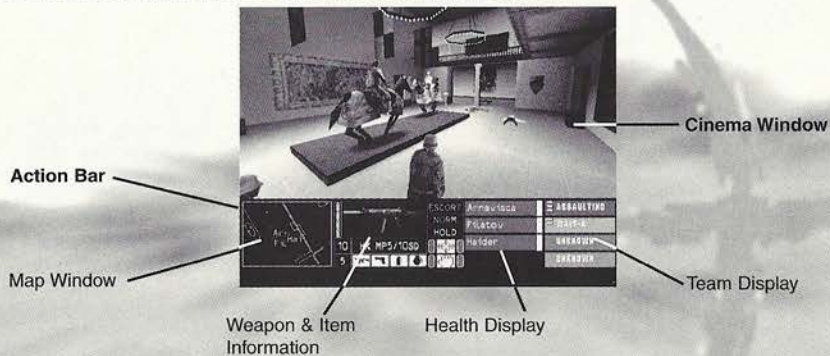 Cinema Window
Action Bar
ESCORT Arnavisca ASSAULTING
NORM Filatov WAIT-A
HOLD Haider UNKNOWN
10 HK MP5/10SD
5 UNKNOWN
Map Window
Team Display
Weapon & Item Health Display
Information